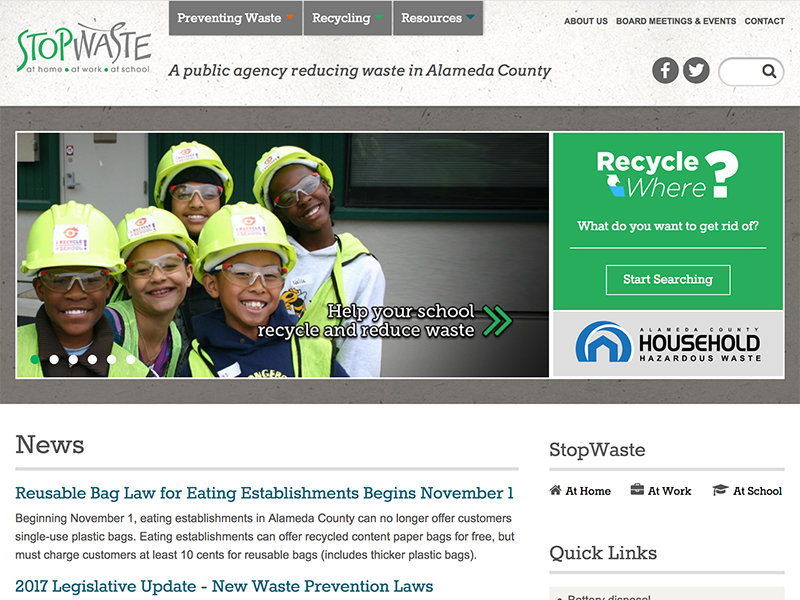 STOPWASTE
at home • at work • at school
Preventing Waste
Recycling
Resources
ABOUT US
BOARD MEETINGS & EVENTS
CONTACT
A public agency reducing waste in Alameda County
Help your school
recycle and reduce waste
Recycle
Where?
What do you want to get rid of?
Start Searching
ALAMEDA COUNTY
HOUSEHOLD
HAZARDOUS WASTE
News
Reusable Bag Law for Eating Establishments Begins November 1
Beginning November 1, eating establishments in Alameda County can no longer offer customers
single-use plastic bags. Eating establishments can offer recycled content paper bags for free, but
must charge customers at least 10 cents for reusable bags (includes thicker plastic bags).
2017 Legislative Update - New Waste Prevention Laws
StopWaste
At Home
At Work
At School
Quick Links
• Battery disposal